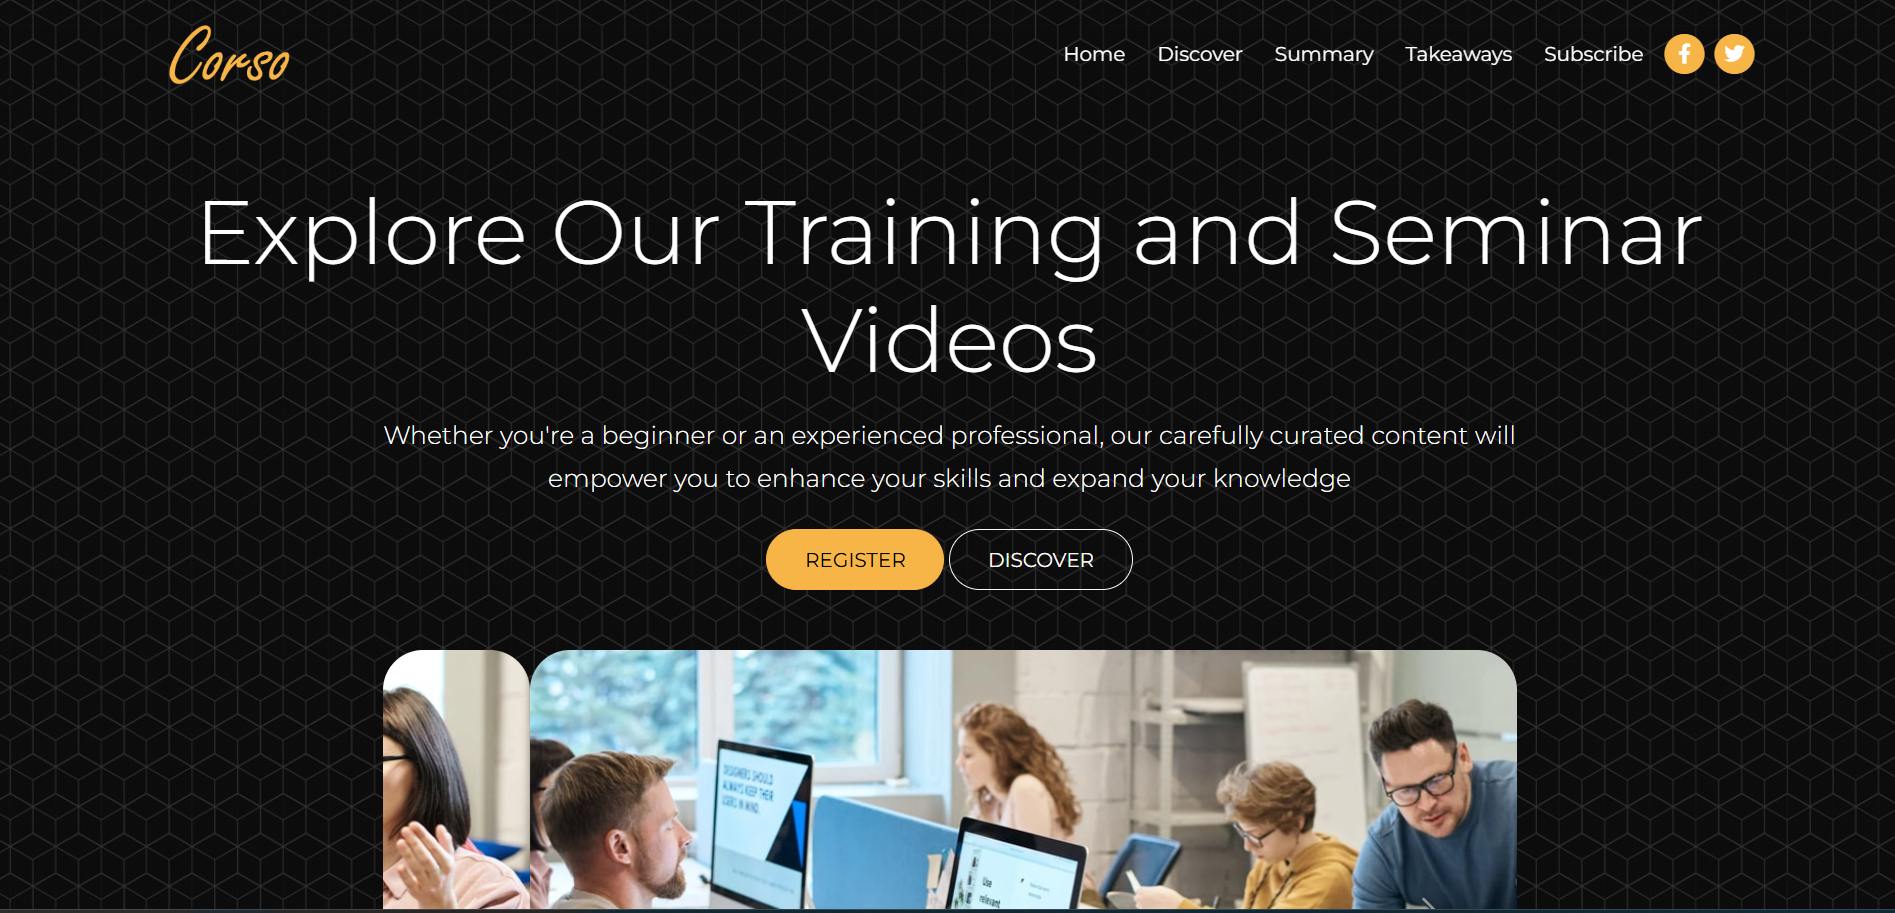 Corso
Home Discover Summary Takeaways Subscribe
Explore Our Training and Seminar
Videos
Whether you're a beginner or an experienced professional, our carefully curated content will
empower you to enhance your skills and expand your knowledge
REGISTER DISCOVER
DESIGNERS SHOULD
ALWAYS KEEP THEIR
USERS IN MIND.
Use
relevant